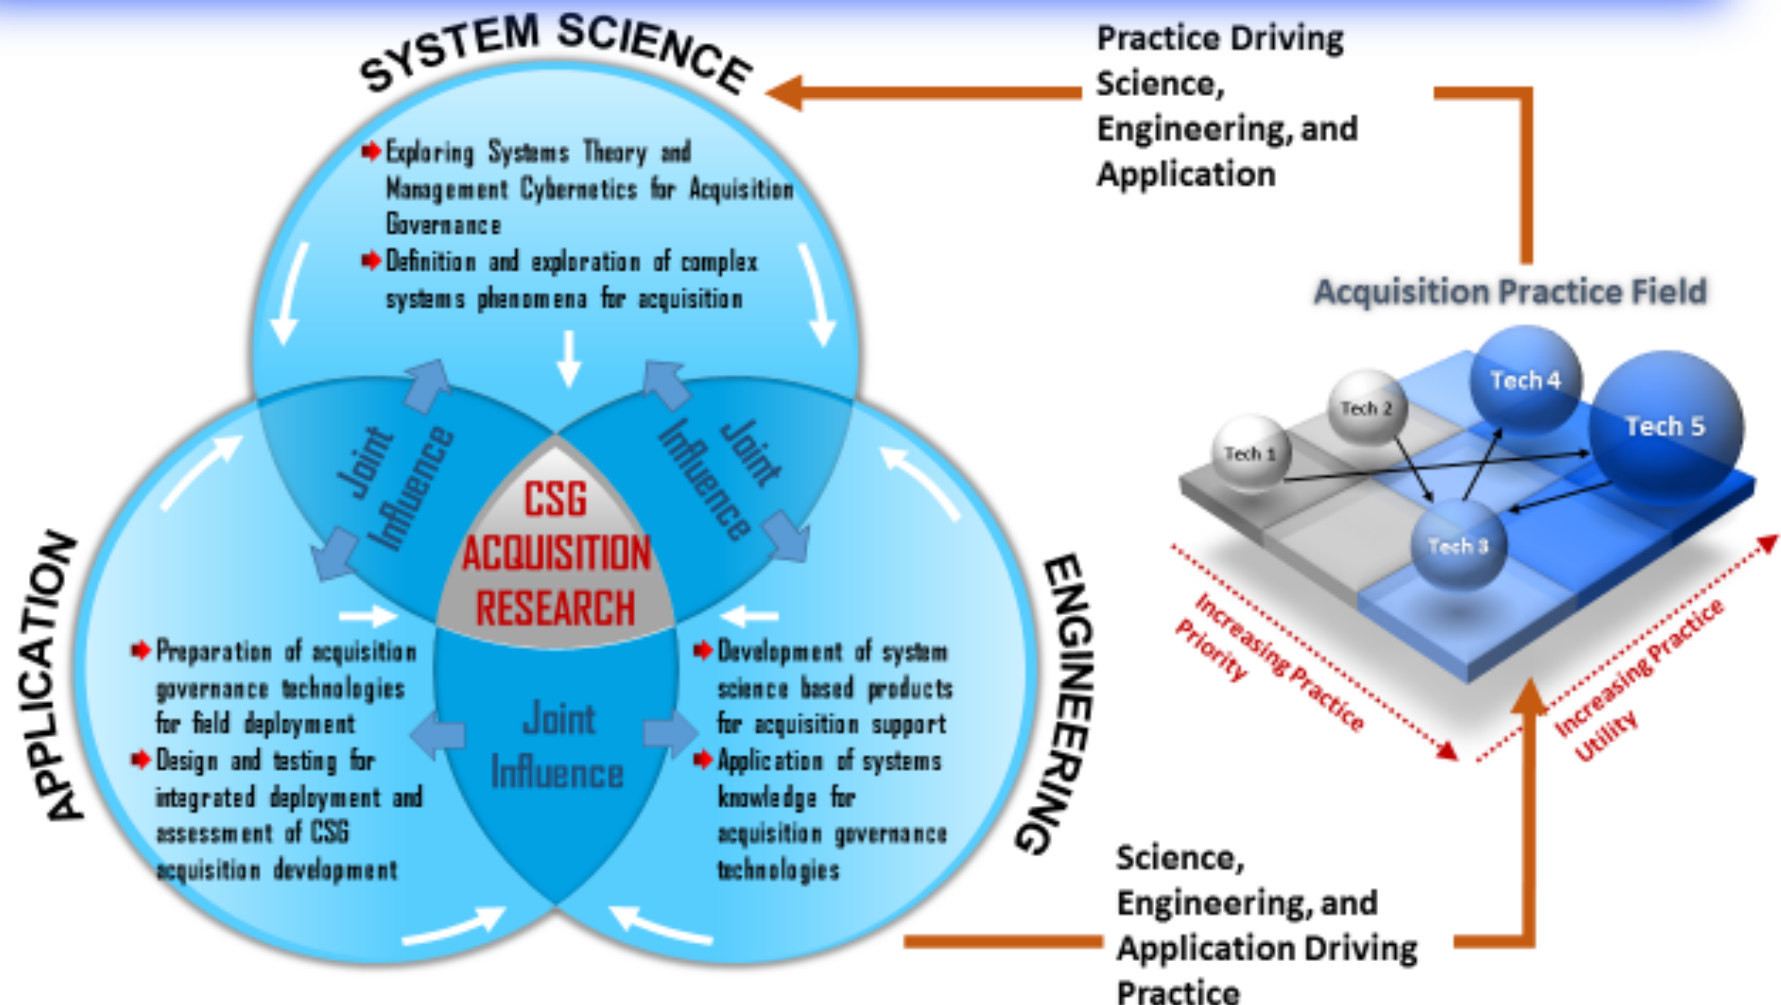 SYSTEM SCIENCE
Exploring Systems Theory and
Management Cybernetics for Acquisition
Governance
Definition and exploration of complex
systems phenomena for acquisition
Joint
Influence
Joint
Influence
CSG
ACQUISITION
RESEARCH
APPLICATION
Preparation of acquisition
governance technologies
for field deployment
Design and testing for
integrated deployment and
assessment of CSG
acquisition development
Joint
Influence
ENGINEERING
Development of system
science based products
for acquisition support
Application of systems
knowledge for
acquisition governance
technologies
Practice Driving
Science,
Engineering, and
Application
Acquisition Practice Field
Tech 1
Tech 2
Tech 4
Tech 5
Tech 3
Increasing Practice
Priority
Increasing Practice
Utility
Science,
Engineering, and
Application Driving
Practice